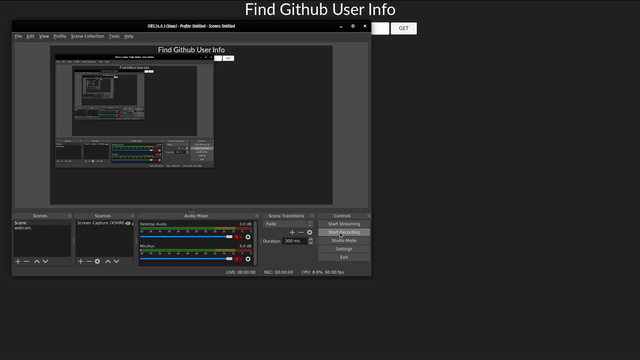 Find Github User Info
GET
OBS 24.0.3 (linux) - Profile: Untitled - Scenes: Untitled
File Edit View Profile Scene Collection Tools Help
Find Github User Info
Scenes
Sources
Audio Mixer
Scene Transitions
Controls
Scene
webcam
Screen Capture (XSHM)
Desktop Audio 0.0 dB
Mic/Aux 0.0 dB
Fade
Duration 300 ms
Start Streaming
Start Recording
Studio Mode
Settings
Exit
LIVE: 00:00:00 REC: 00:00:00 CPU: 8.0%, 60.00 fps